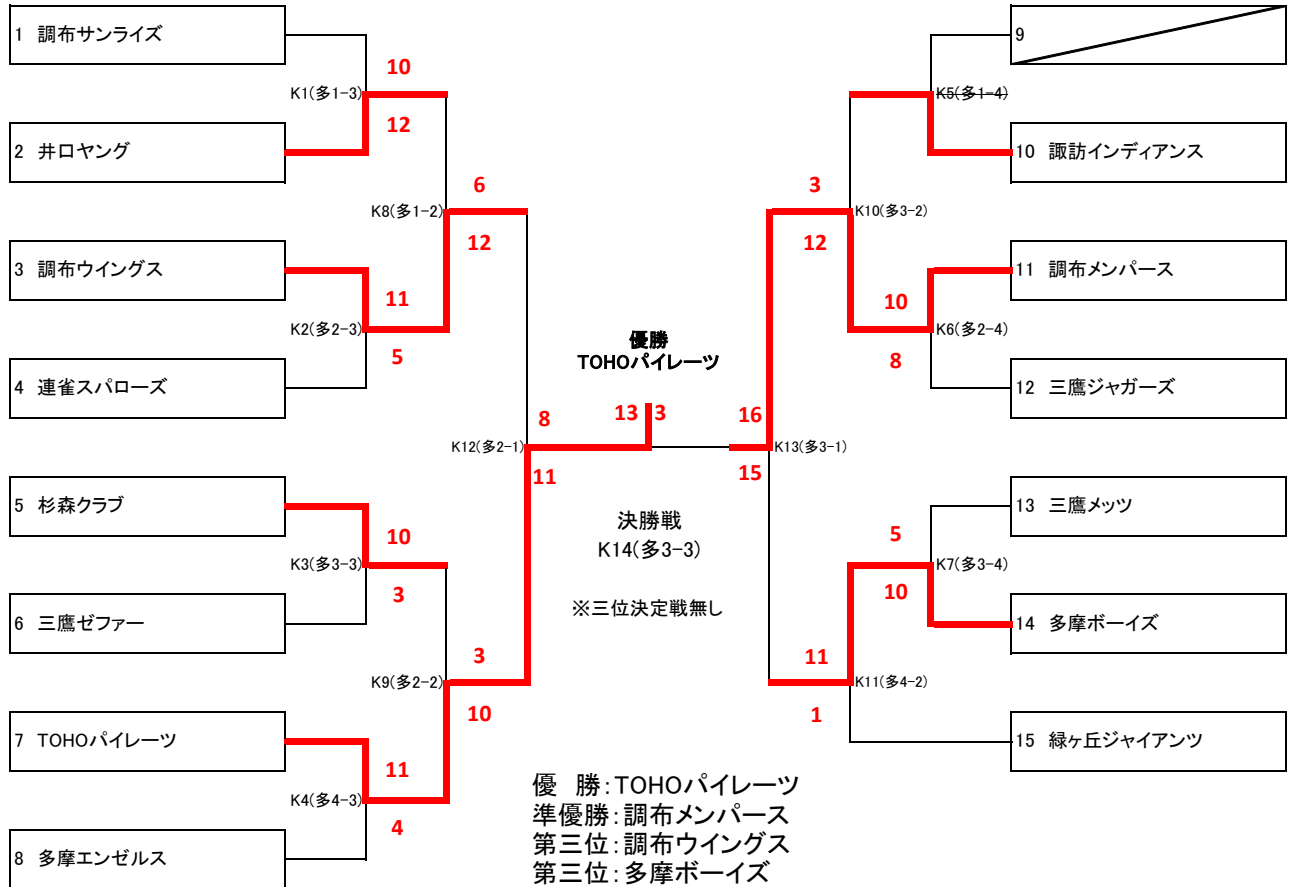 1 調布サンライズ
10
K1(多1-3)
12
2 井口ヤング
6
K8(多1-2)
12
3 調布ウイングス
11
K2(多2-3)
5
4 連雀スパローズ
8
K12(多2-1)
11
5 杉森クラブ
10
K3(多3-3)
3
6 三鷹ゼファー
3
K9(多2-2)
10
7 TOHOパイレーツ
11
K4(多4-3)
4
8 多摩エンゼルス
優勝
TOHOパイレーツ
13 3
決勝戦
K14(多3-3)
※三位決定戦無し
9
K5(多1-4)
10 諏訪インディアンス
3
K10(多3-2)
12
11 調布メンパース
10
K6(多2-4)
8
12 三鷹ジャガーズ
16
K13(多3-1)
15
13 三鷹メッツ
5
K7(多3-4)
10
14 多摩ボーイズ
11
K11(多4-2)
1
15 緑ヶ丘ジャイアンツ
優 勝:TOHOパイレーツ
準優勝:調布メンパース
第三位:調布ウイングス
第三位:多摩ボーイズ